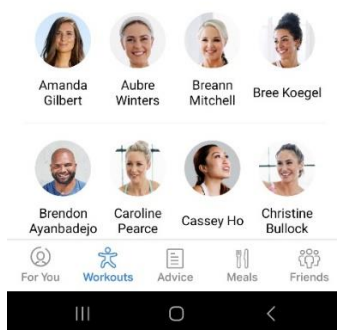 Amanda Gilbert
Aubre Winters
Breann Mitchell
Bree Koegel
Brendon Ayanbadejo
Caroline Pearce
Cassey Ho
Christine Bullock
For You
Workouts
Advice
Meals
Friends